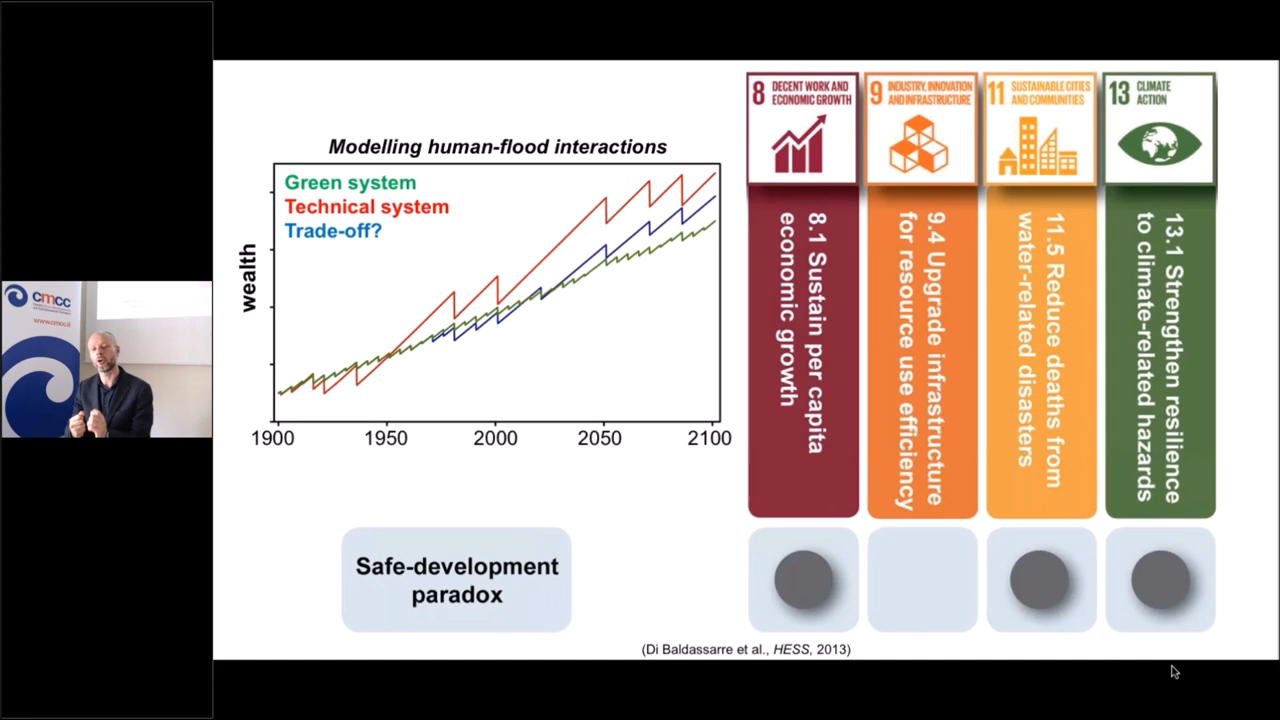 cmcc
www.cmcc.it
Modelling human-flood interactions
Green system
Technical system
Trade-off?
wealth
1900
1950
2000
2050
2100
8 DECENT WORK AND
ECONOMIC GROWTH
9 INDUSTRY, INNOVATION
AND INFRASTRUCTURE
11 SUSTAINABLE CITIES
AND COMMUNITIES
13 CLIMATE
ACTION
8.1 Sustain per capita
economic growth
9.4 Upgrade infrastructure
for resource use efficiency
11.5 Reduce deaths from
water-related disasters
13.1 Strengthen resilience
to climate-related hazards
Safe-development
paradox
(Di Baldassarre et al., HESS, 2013)